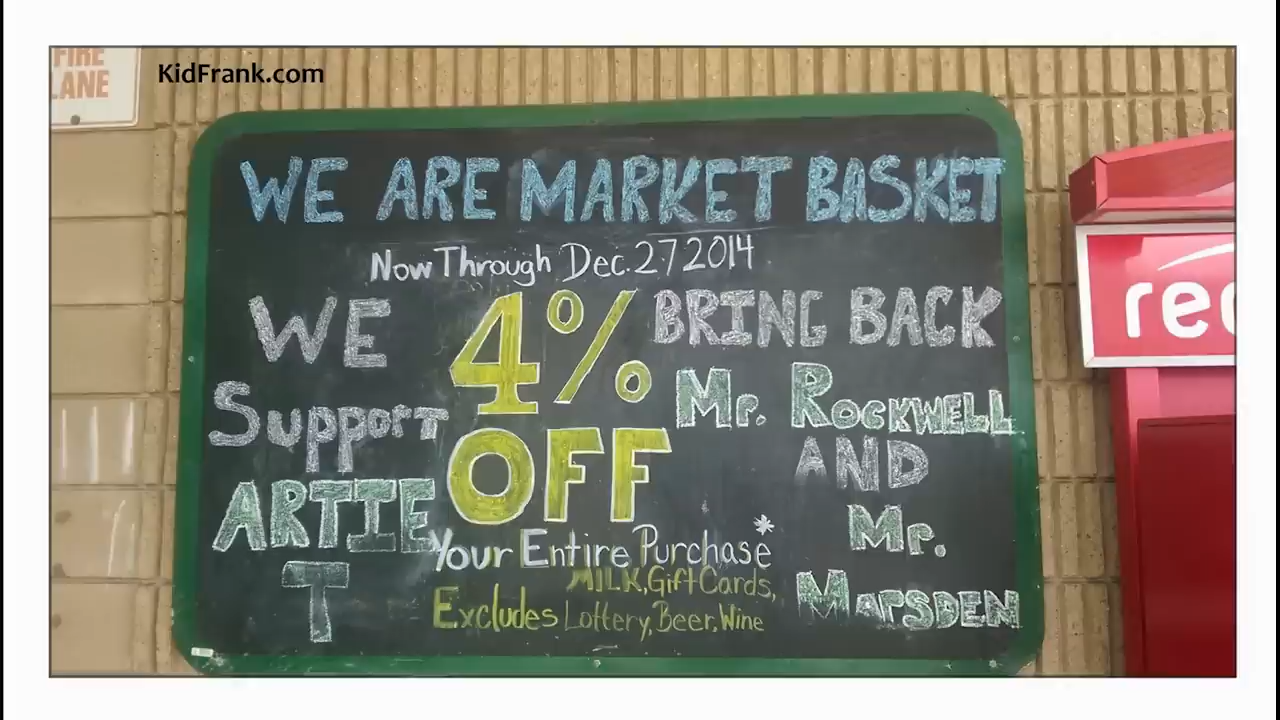 FIRE
LANE
KidFrank.com
WE ARE MARKET BASKET
Now Through Dec. 27 2014
WE
Support
ARTIE
T
4%
OFF
Your Entire Purchase*
MILK, Gift Cards,
Excludes Lottery, Beer, Wine
BRING BACK
Mr. ROCKWELL
AND
Mr.
MarSDEN